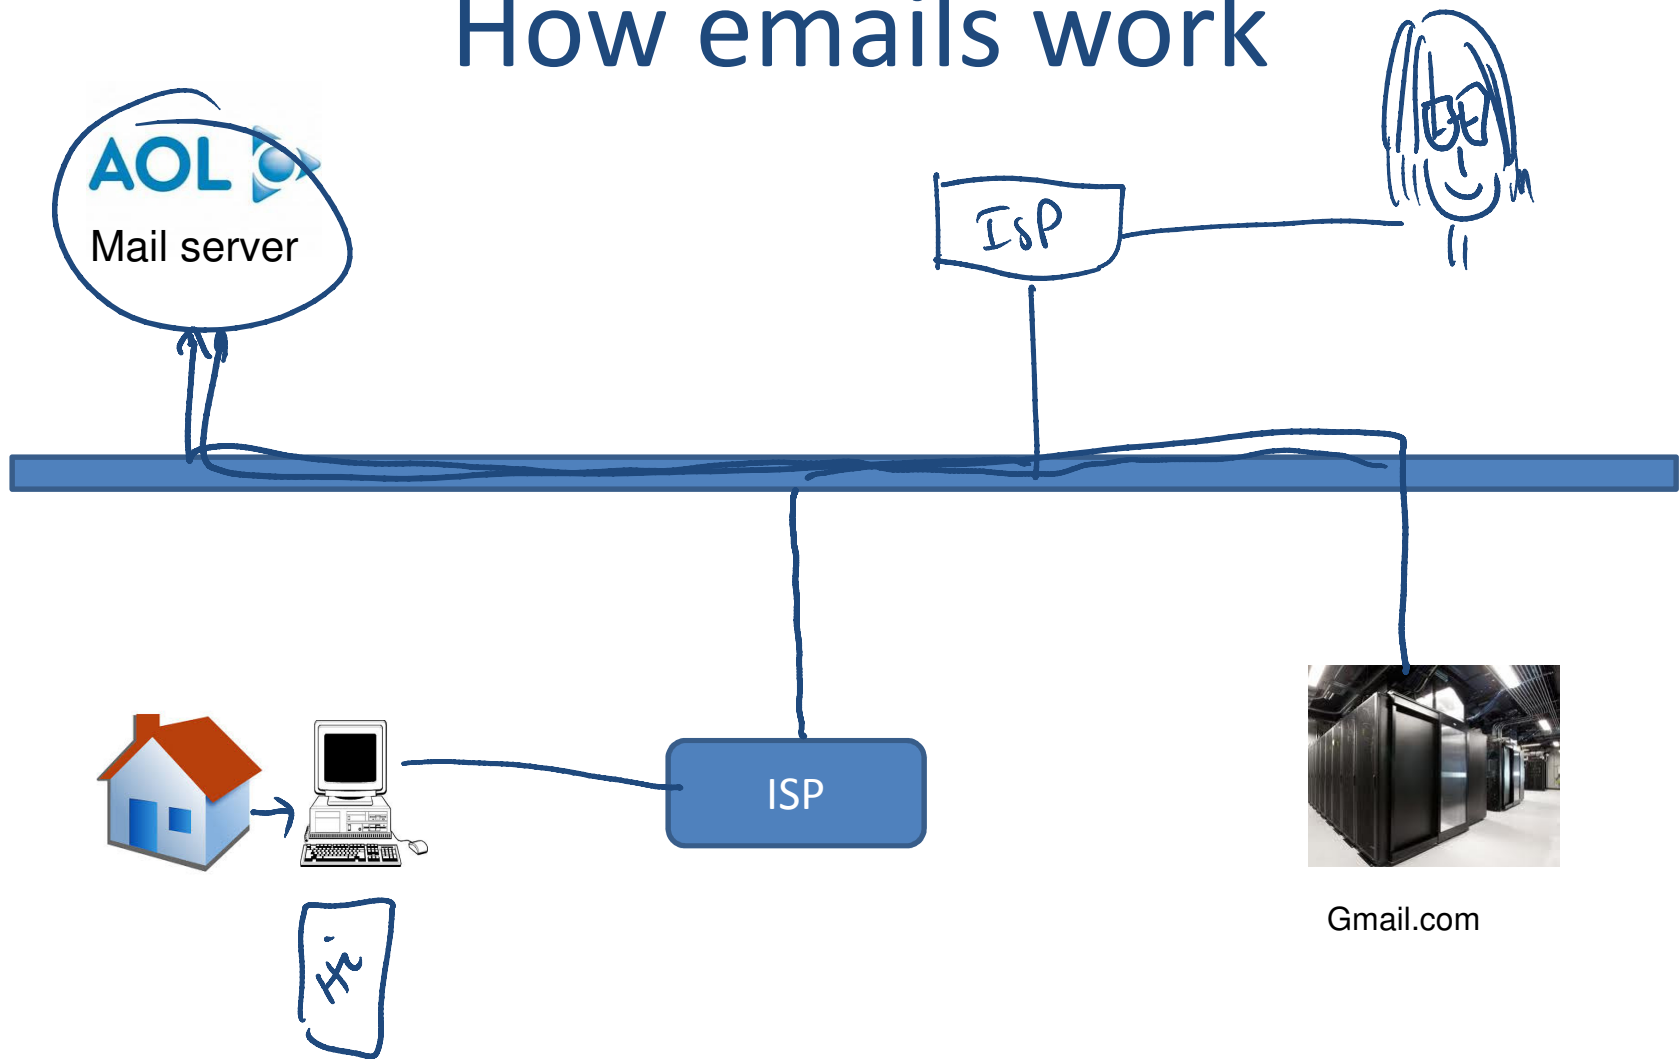 How emails work
AOL
Mail server
IsP
ISP
Hi
Gmail.com